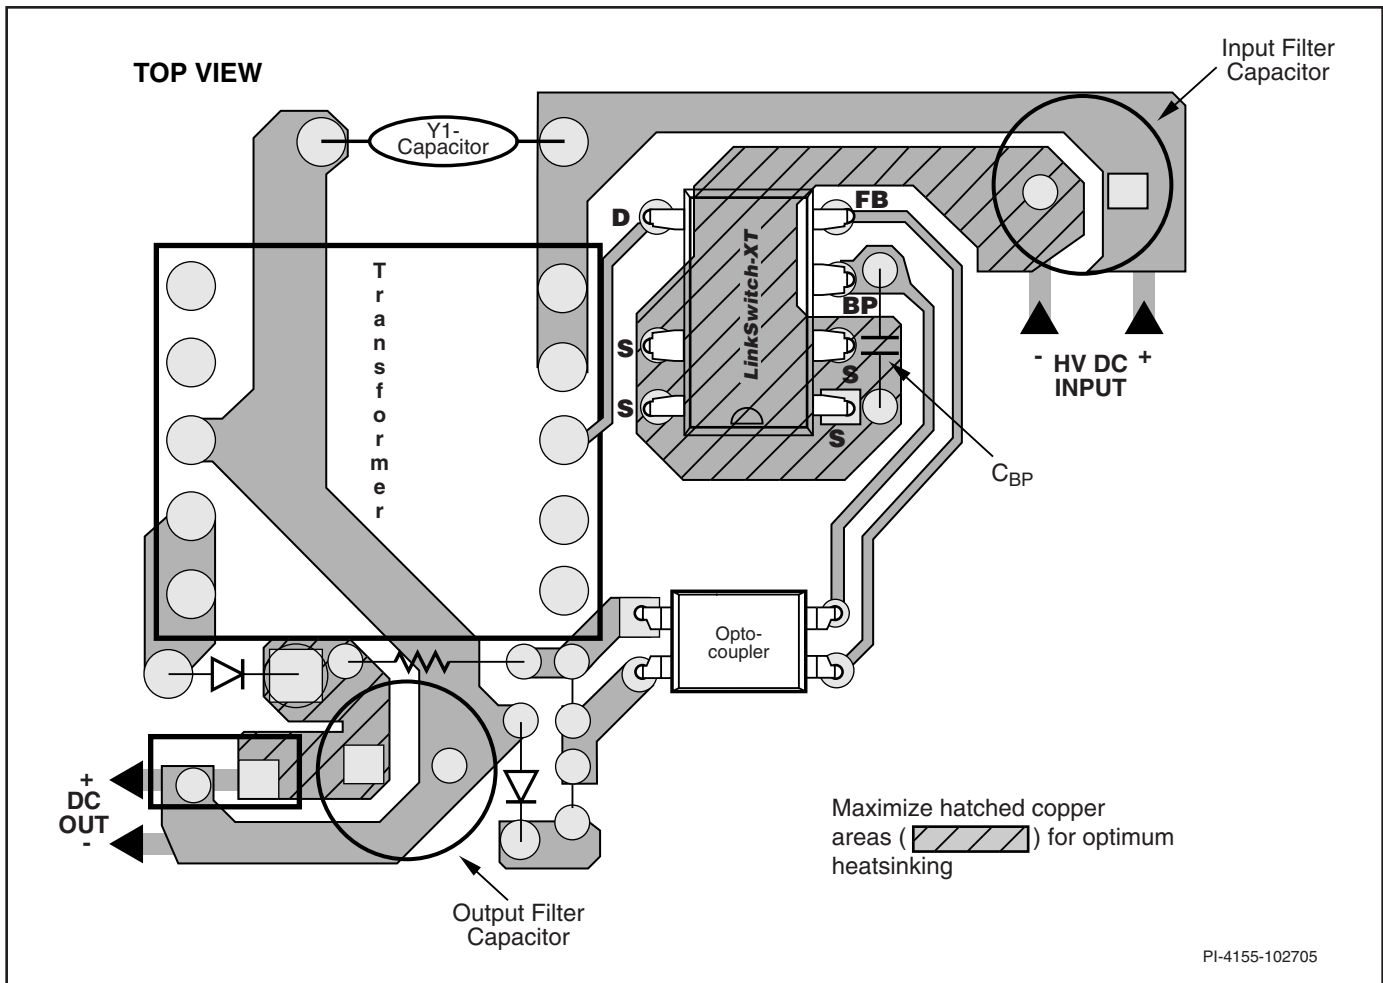 TOP VIEW
Input Filter
Capacitor
Y1-
Capacitor
D
FB
Transformer
LinkSwitch-XT
BP
S
S
S
S
- HV DC +
INPUT
CBP
Opto-
coupler
+
DC
OUT
-
Maximize hatched copper
areas ( ) for optimum
heatsinking
Output Filter
Capacitor
PI-4155-102705